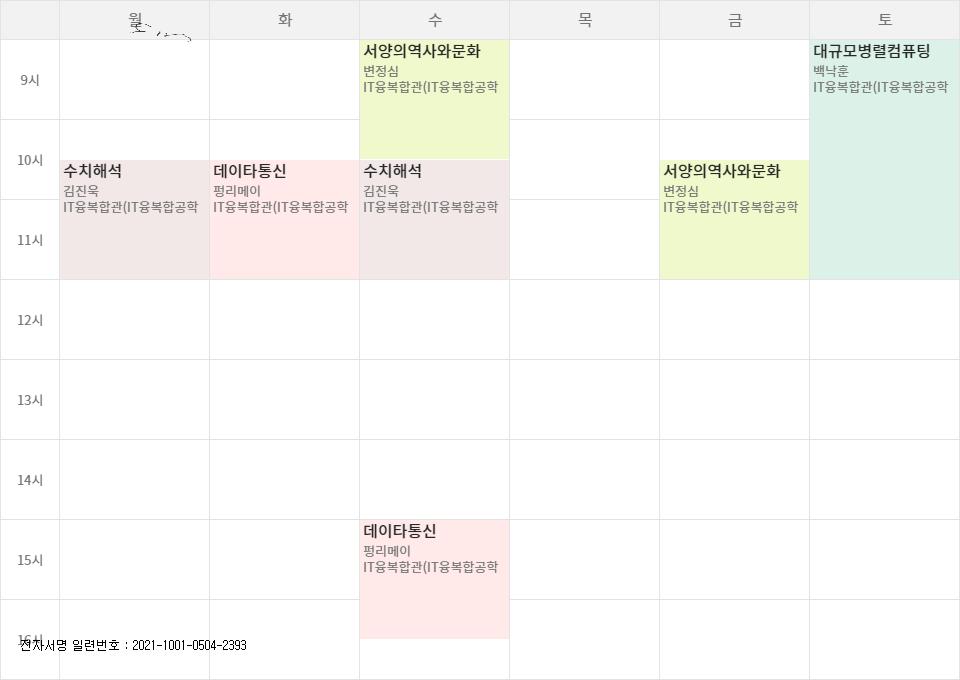 월 화 수 목 금 토
9시
서양의역사와문화
변정심
IT융복합관(IT융복합공학
대규모병렬컴퓨팅
백낙훈
IT융복합관(IT융복합공학
10시
수치해석
김진욱
IT융복합관(IT융복합공학
데이타통신
펑리메이
IT융복합관(IT융복합공학
수치해석
김진욱
IT융복합관(IT융복합공학
서양의역사와문화
변정심
IT융복합관(IT융복합공학
11시
12시
13시
14시
15시
데이타통신
펑리메이
IT융복합관(IT융복합공학
16시
전자서명 일련번호 : 2021-1001-0504-2393